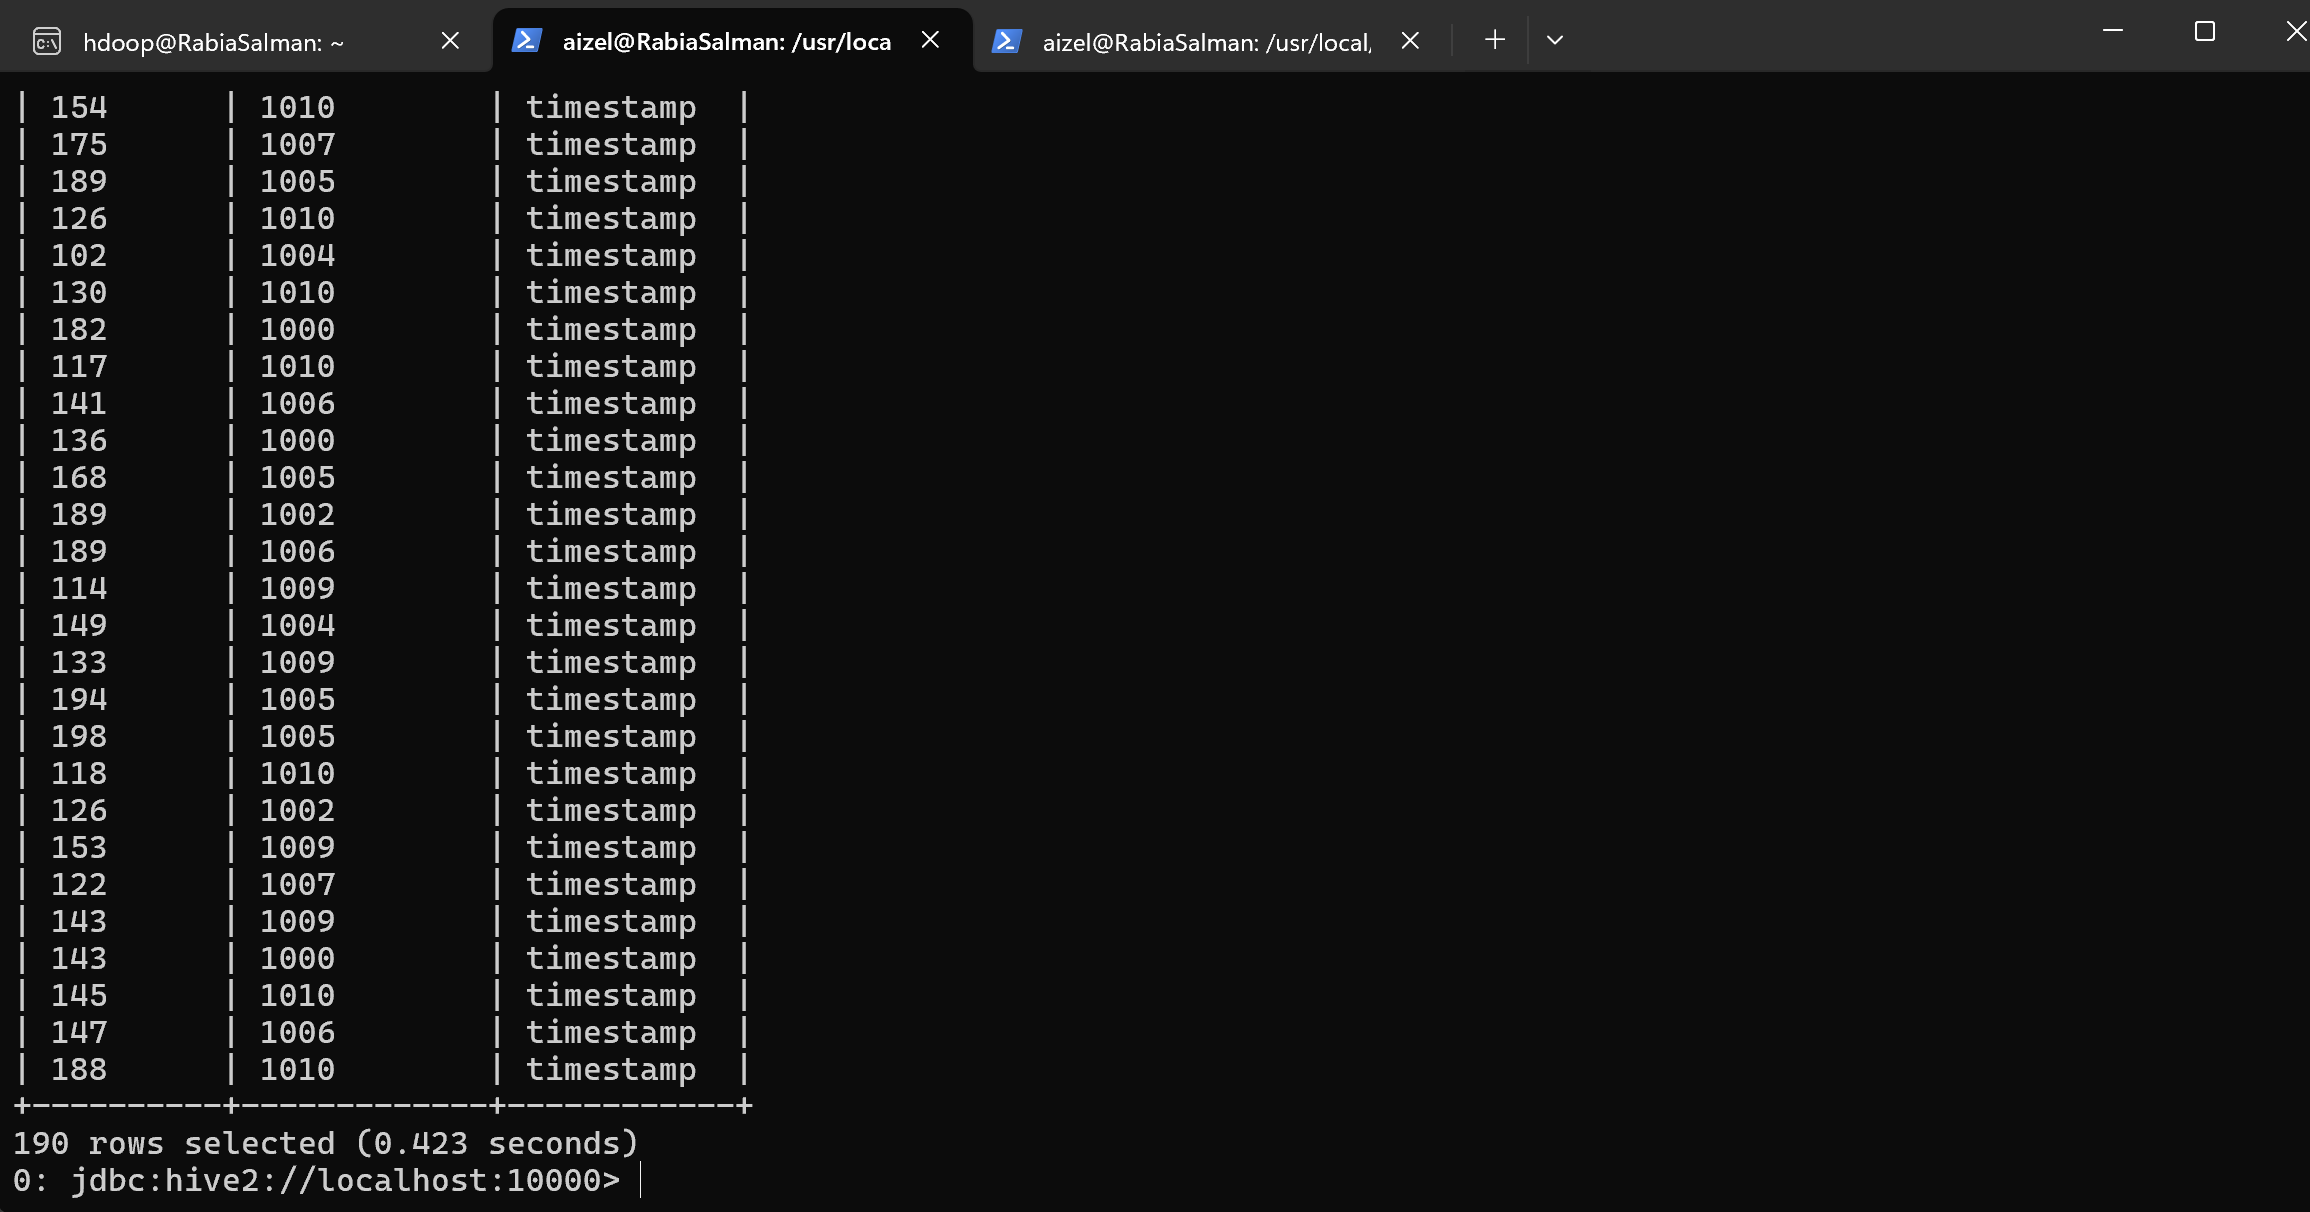 hdoop@RabiaSalman: ~
aizel@RabiaSalman: /usr/loca
aizel@RabiaSalman: /usr/local/
| 154 | 1010 | timestamp |
| 175 | 1007 | timestamp |
| 189 | 1005 | timestamp |
| 126 | 1010 | timestamp |
| 102 | 1004 | timestamp |
| 130 | 1010 | timestamp |
| 182 | 1000 | timestamp |
| 117 | 1010 | timestamp |
| 141 | 1006 | timestamp |
| 136 | 1000 | timestamp |
| 168 | 1005 | timestamp |
| 189 | 1002 | timestamp |
| 189 | 1006 | timestamp |
| 114 | 1009 | timestamp |
| 149 | 1004 | timestamp |
| 133 | 1009 | timestamp |
| 194 | 1005 | timestamp |
| 198 | 1005 | timestamp |
| 118 | 1010 | timestamp |
| 126 | 1002 | timestamp |
| 153 | 1009 | timestamp |
| 122 | 1007 | timestamp |
| 143 | 1009 | timestamp |
| 143 | 1000 | timestamp |
| 145 | 1010 | timestamp |
| 147 | 1006 | timestamp |
| 188 | 1010 | timestamp |
+----------+-------------+------------+
190 rows selected (0.423 seconds)
0: jdbc:hive2://localhost:10000>